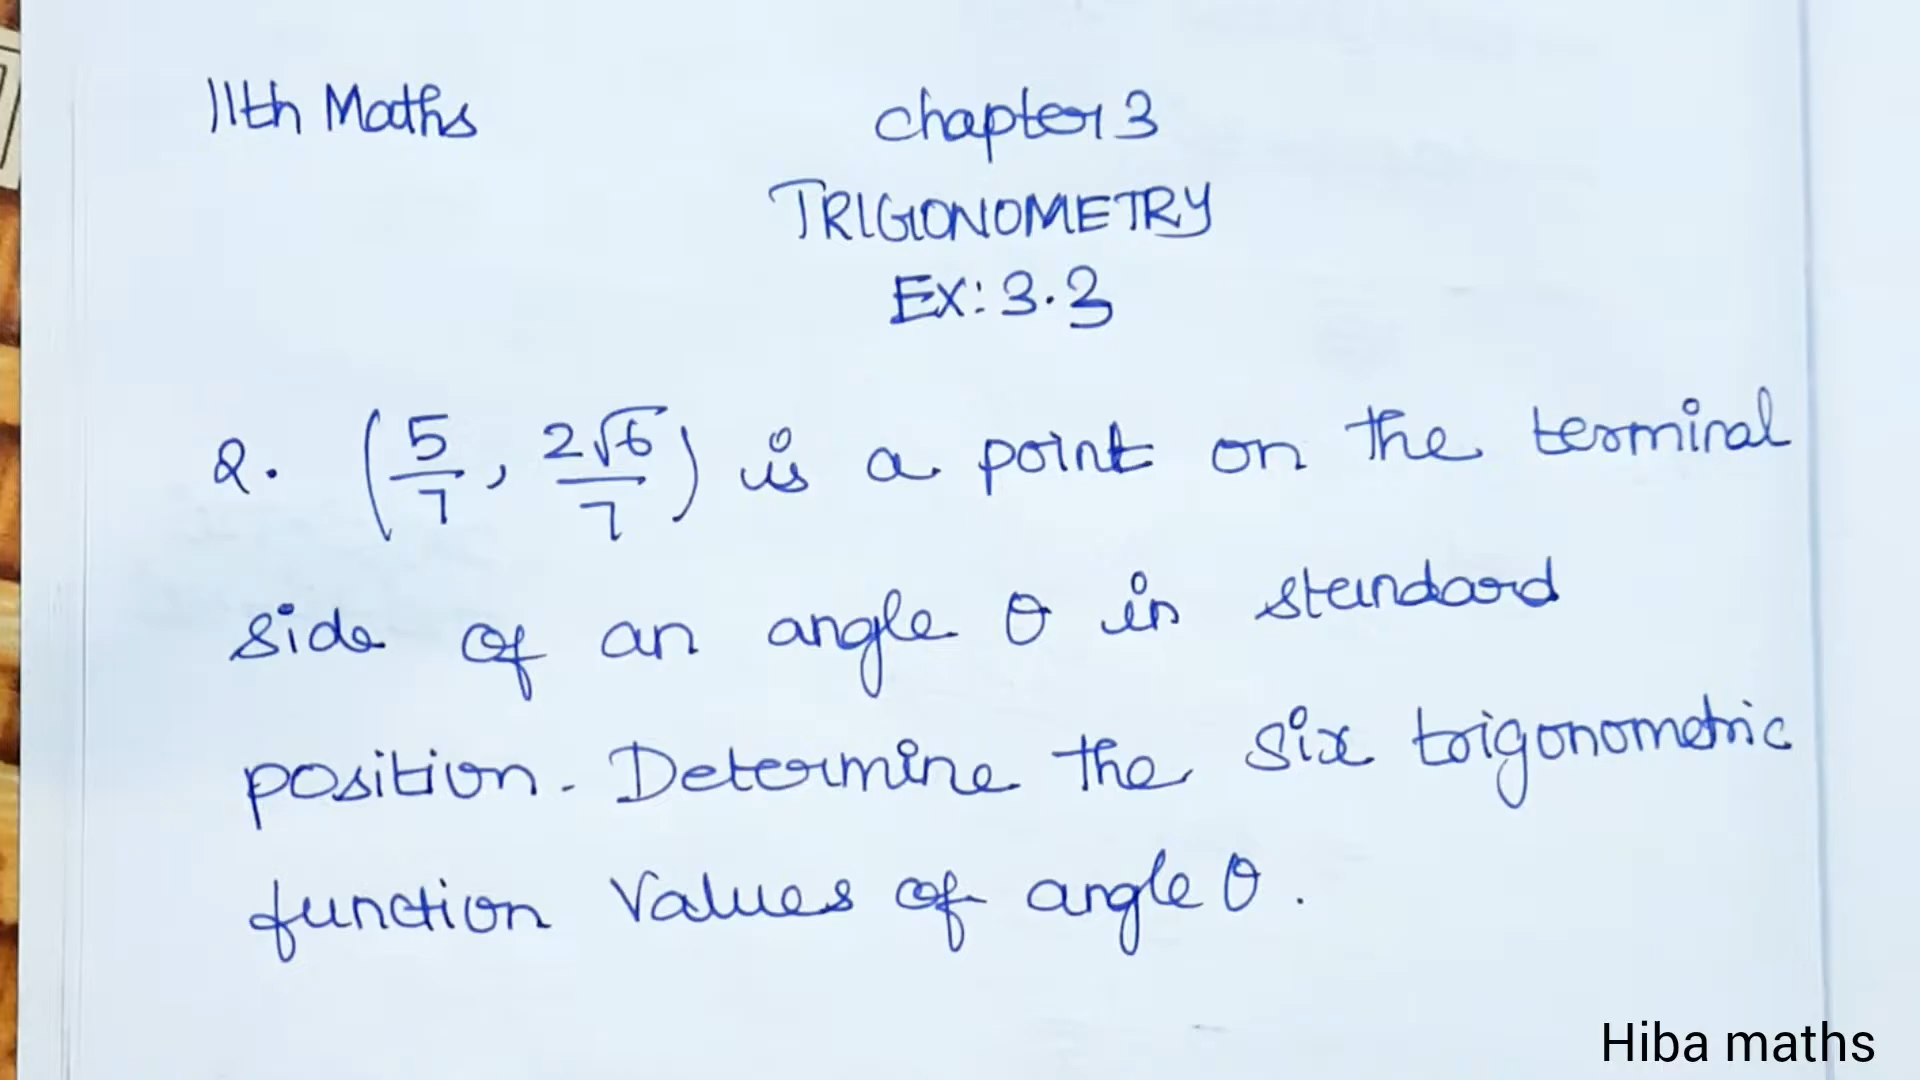 11th Maths
chapter 3
TRIGONOMETRY
EX: 3.3
2. (5/7, 2√6/7) is a point on the terminal
side of an angle θ in standard
position. Determine the six trigonometric
function Values of angle θ.
Hiba maths